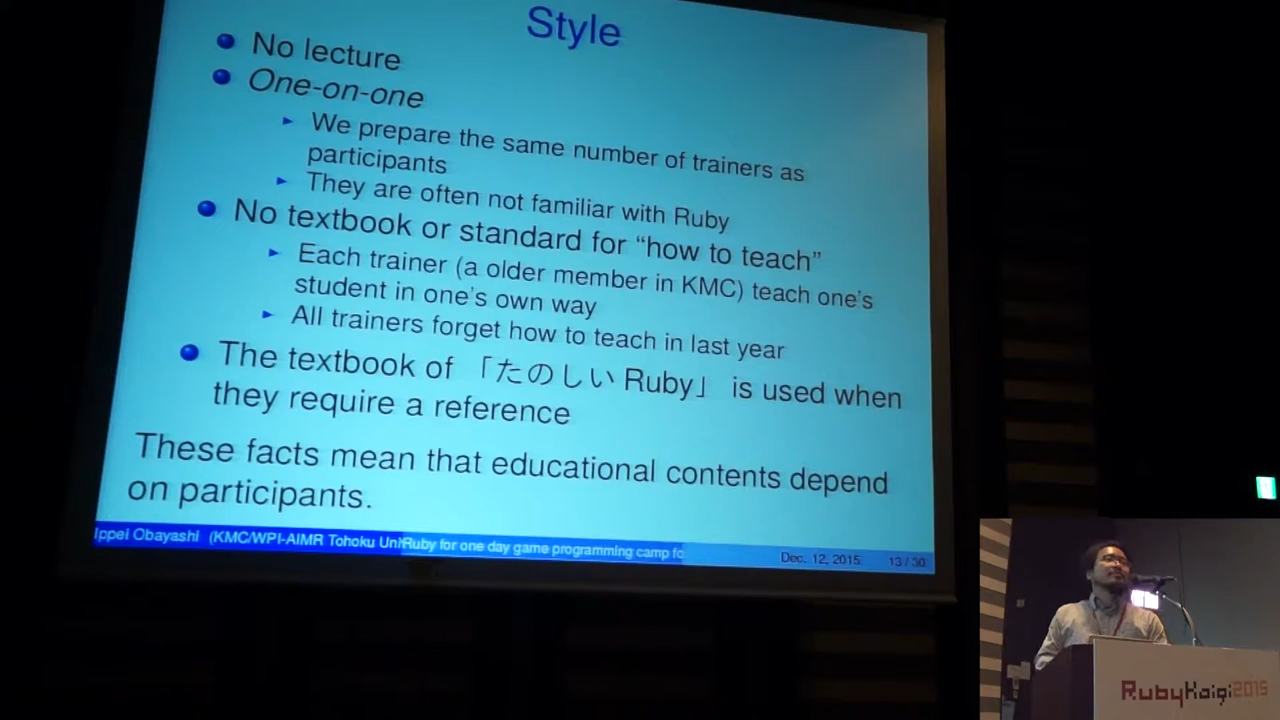 Style
No lecture
One-on-one
We prepare the same number of trainers as
participants
They are often not familiar with Ruby
No textbook or standard for “how to teach”
Each trainer (a older member in KMC) teach one's
student in one's own way
All trainers forget how to teach in last year
The textbook of 「たのしい Ruby」 is used when
they require a reference
These facts mean that educational contents depend
on participants.
Ippei Obayashi (KMC/WPI-AIMR Tohoku Uni Ruby for one day game programming camp fo Dec. 12, 2015 13 / 30
RubyKaigi2015